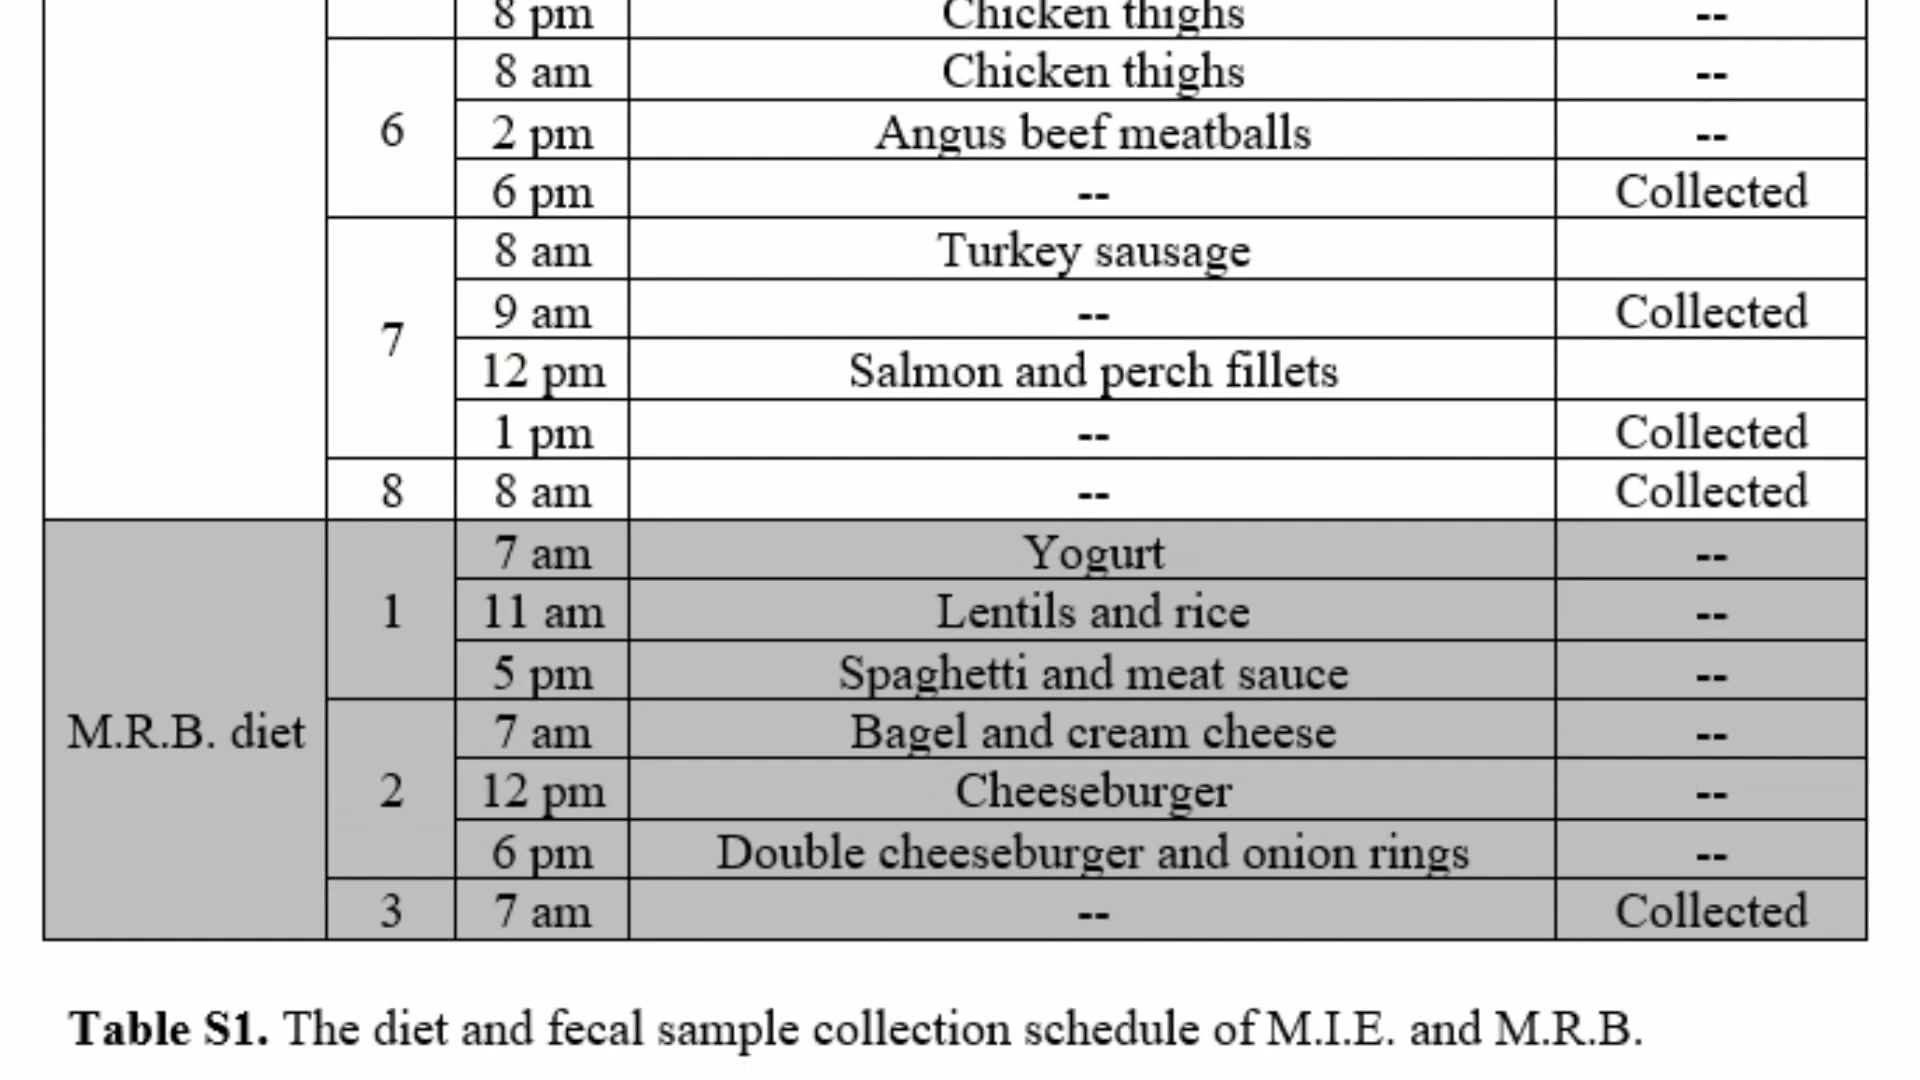 8 pm Chicken thighs --
6 8 am Chicken thighs --
2 pm Angus beef meatballs --
6 pm -- Collected
7 8 am Turkey sausage
9 am -- Collected
12 pm Salmon and perch fillets
1 pm -- Collected
8 8 am -- Collected
M.R.B. diet 1 7 am Yogurt --
11 am Lentils and rice --
5 pm Spaghetti and meat sauce --
2 7 am Bagel and cream cheese --
12 pm Cheeseburger --
6 pm Double cheeseburger and onion rings --
3 7 am -- Collected
Table S1. The diet and fecal sample collection schedule of M.I.E. and M.R.B.